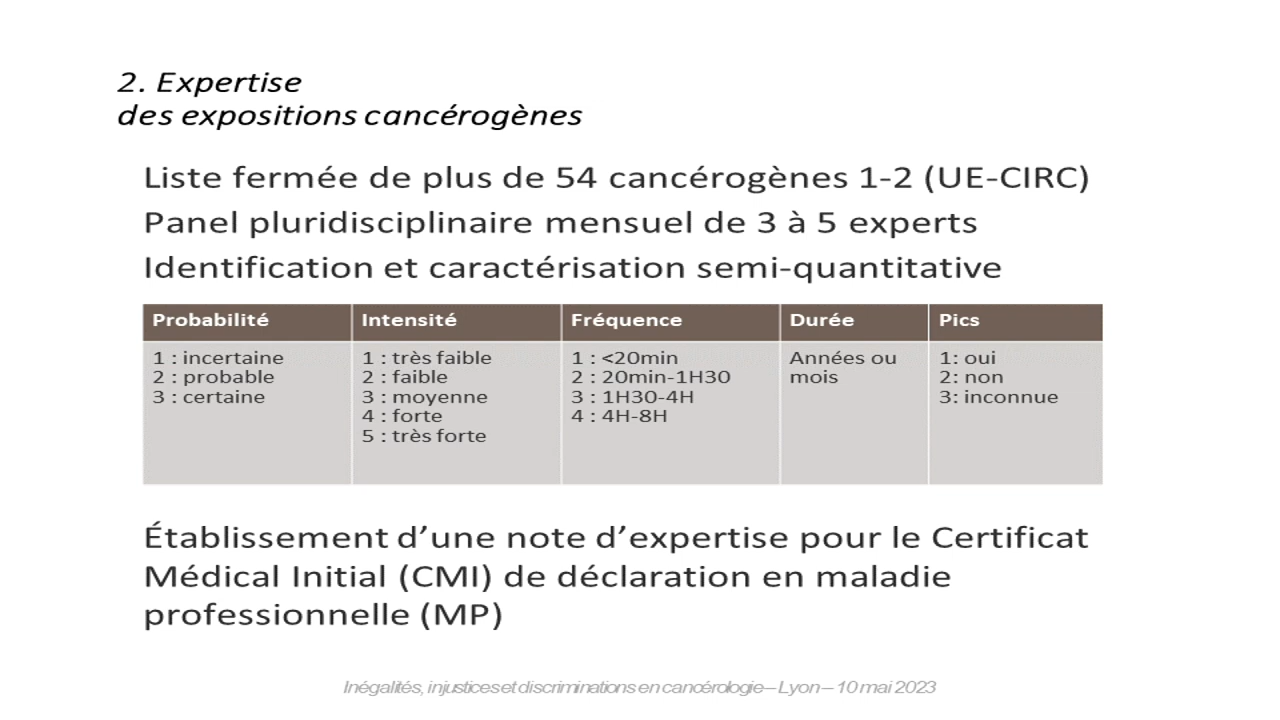 2. Expertise
des expositions cancérogènes
Liste fermée de plus de 54 cancérogènes 1-2 (UE-CIRC)
Panel pluridisciplinaire mensuel de 3 à 5 experts
Identification et caractérisation semi-quantitative
Probabilité Intensité Fréquence Durée Pics
1 : incertaine 1 : très faible 1 : <20min Années ou 1: oui
2 : probable 2 : faible 2 : 20min-1H30 mois 2: non
3 : certaine 3 : moyenne 3 : 1H30-4H 3: inconnue
4 : forte 4 : 4H-8H
5 : très forte
Établissement d’une note d’expertise pour le Certificat
Médical Initial (CMI) de déclaration en maladie
professionnelle (MP)
Inégalités, injustices et discriminations en cancérologie – Lyon – 10 mai 2023